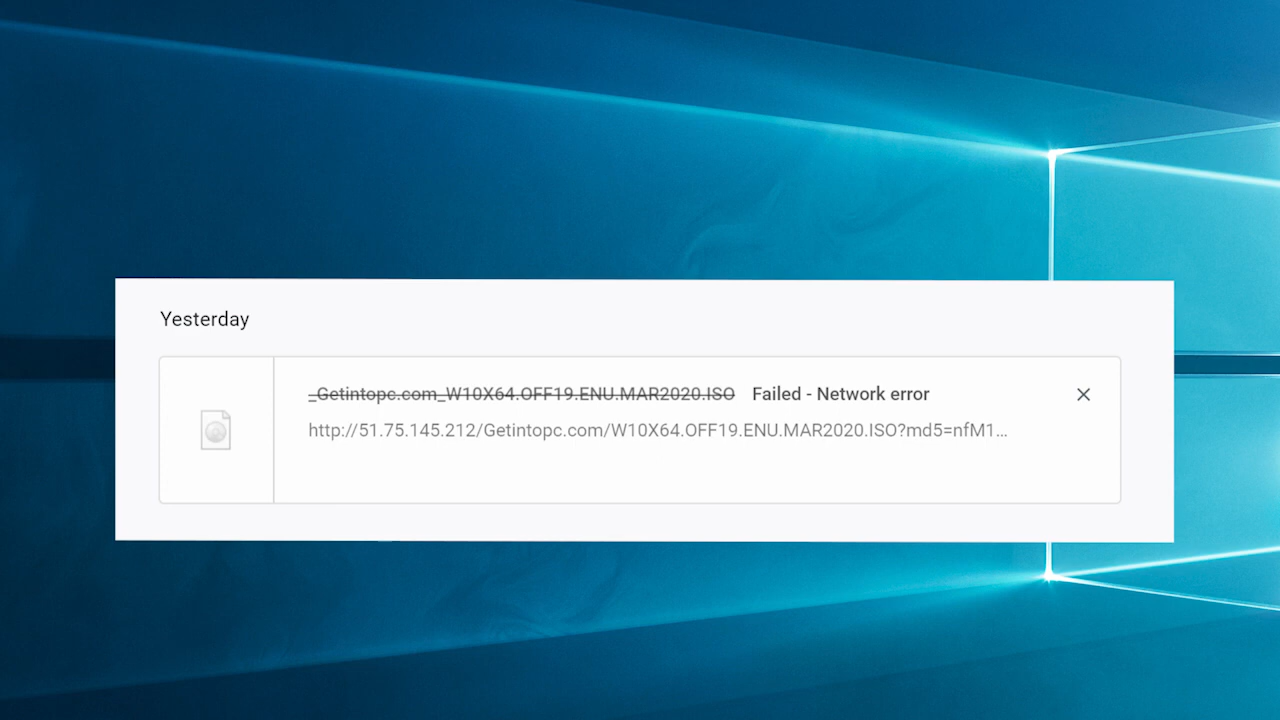 Yesterday
_Getintopc.com_W10X64.OFF19.ENU.MAR2020.ISO Failed - Network error
http://51.75.145.212/Getintopc.com/W10X64.OFF19.ENU.MAR2020.ISO?md5=nfM1...